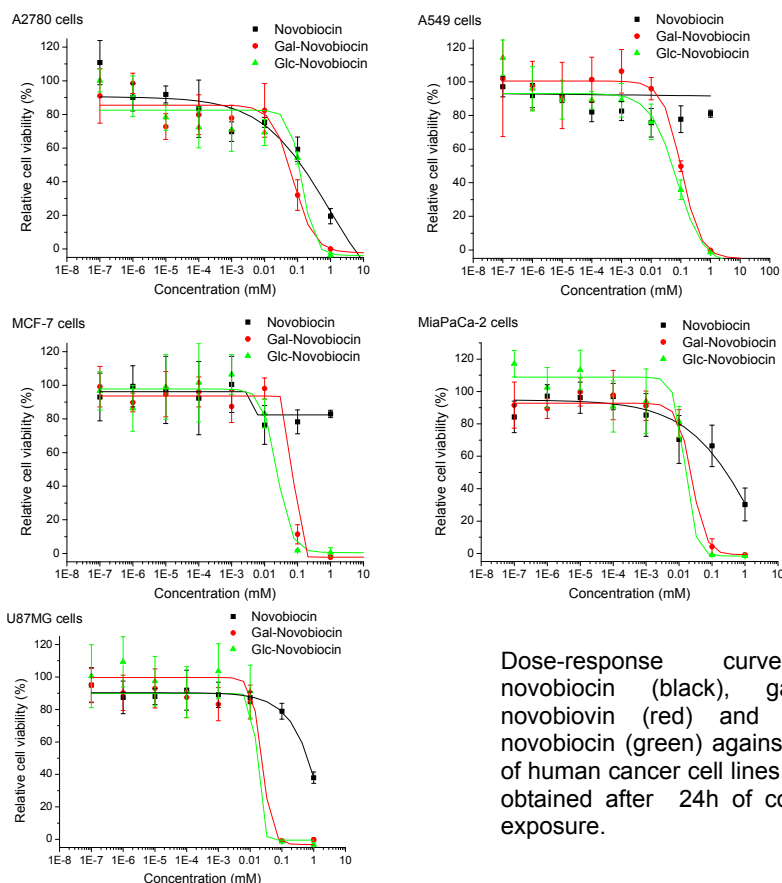 A2780 cells
Novobiocin
Gal-Novobiocin
Glc-Novobiocin
Relative cell viability (%)
120
100
80
60
40
20
0
1E-8 1E-7 1E-6 1E-5 1E-4 1E-3 0.01 0.1 1 10
Concentration (mM)
A549 cells
Novobiocin
Gal-Novobiocin
Glc-Novobiocin
Relative cell viability (%)
120
100
80
60
40
20
0
1E-8 1E-7 1E-6 1E-5 1E-4 1E-3 0.01 0.1 1 10 100
Concentration (mM)
MCF-7 cells
Novobiocin
Gal-Novobiocin
Glc-Novobiocin
Relative cell viability (%)
120
100
80
60
40
20
0
1E-8 1E-7 1E-6 1E-5 1E-4 1E-3 0.01 0.1 1 10
Concentration (mM)
MiaPaCa-2 cells
Novobiocin
Gal-Novobiocin
Glc-Novobiocin
Relative cell viability (%)
120
100
80
60
40
20
0
1E-8 1E-7 1E-6 1E-5 1E-4 1E-3 0.01 0.1 1 10
Concentration (mM)
U87MG cells
Novobiocin
Gal-Novobiocin
Glc-Novobiocin
Relative cell viability (%)
120
100
80
60
40
20
0
1E-8 1E-7 1E-6 1E-5 1E-4 1E-3 0.01 0.1 1 10
Concentration (mM)
Dose-response curve
novobiocin (black), ga
novobiovin (red) and
novobiocin (green) against
of human cancer cell lines
obtained after 24h of co
exposure.